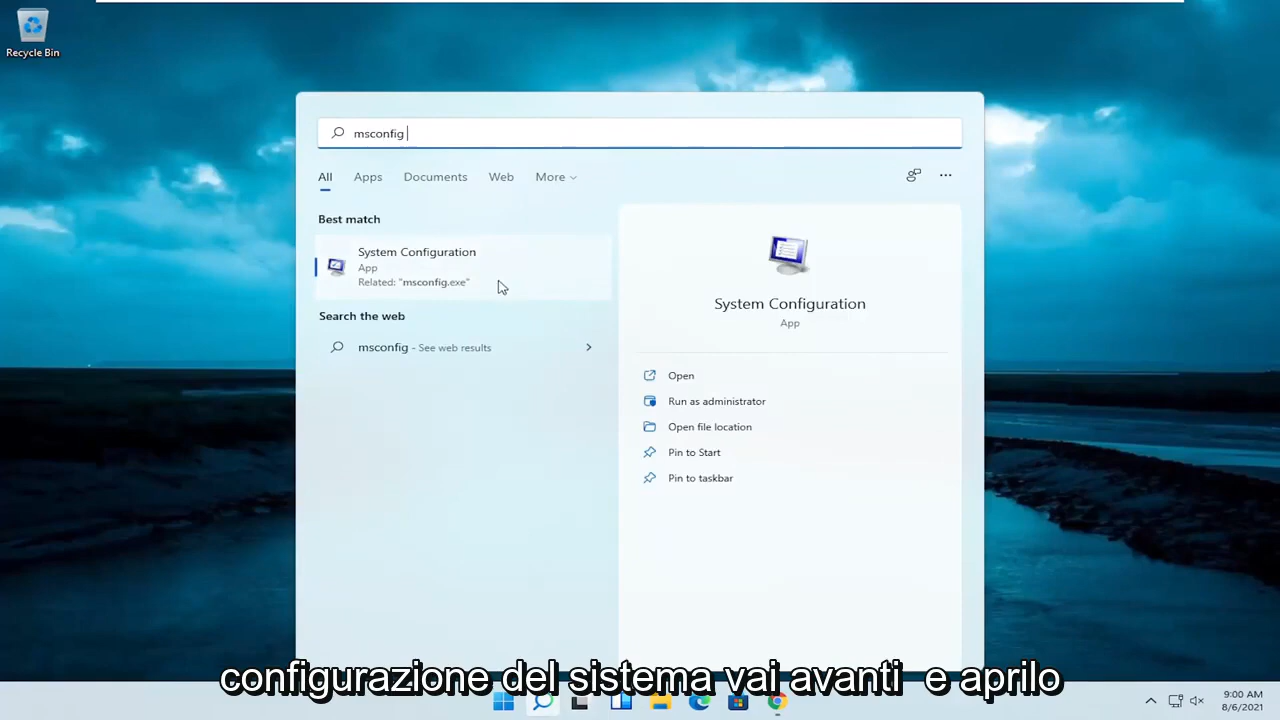 Recycle Bin
msconfig
All Apps Documents Web More
Best match
System Configuration
App
Related: "msconfig.exe"
Search the web
msconfig - See web results
System Configuration
App
Open
Run as administrator
Open file location
Pin to Start
Pin to taskbar
configurazione del sistema vai avanti e aprilo
9:00 AM
8/6/2021